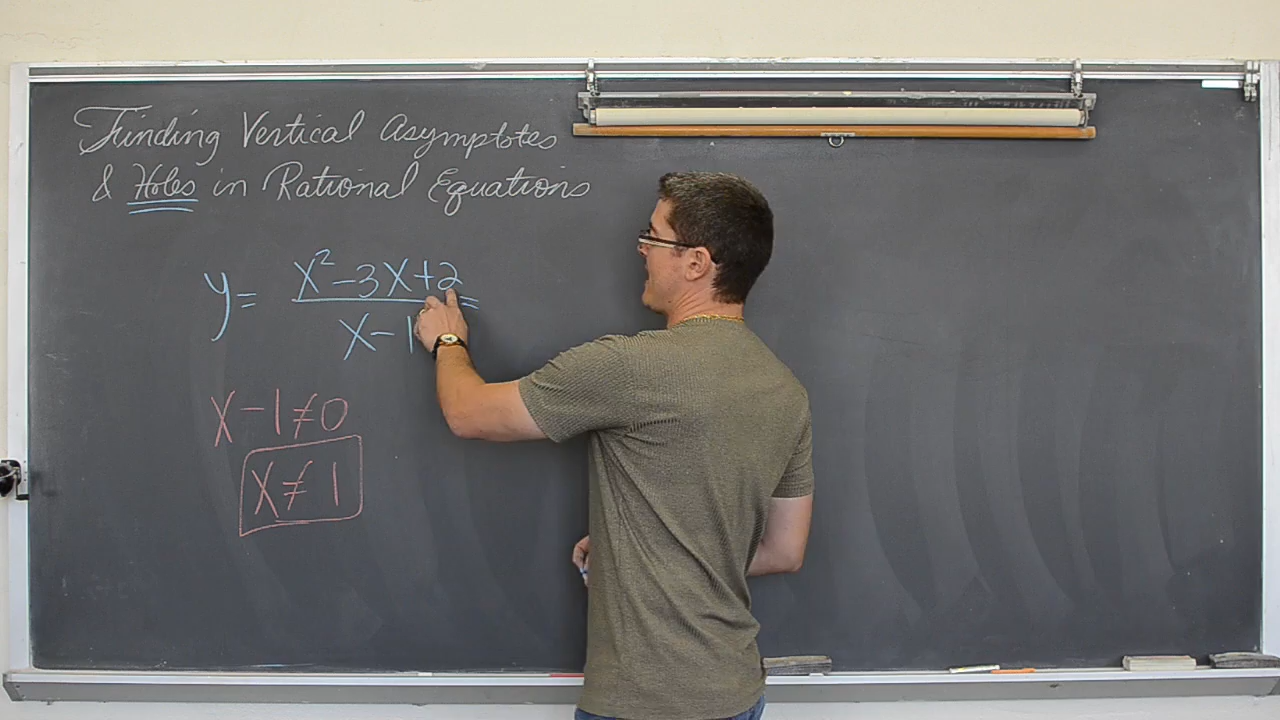 Finding Vertical Asymptotes
& Holes in Rational Equations
y = x² - 3x + 2 =
x - 1
x - 1 ≠ 0
x ≠ 1